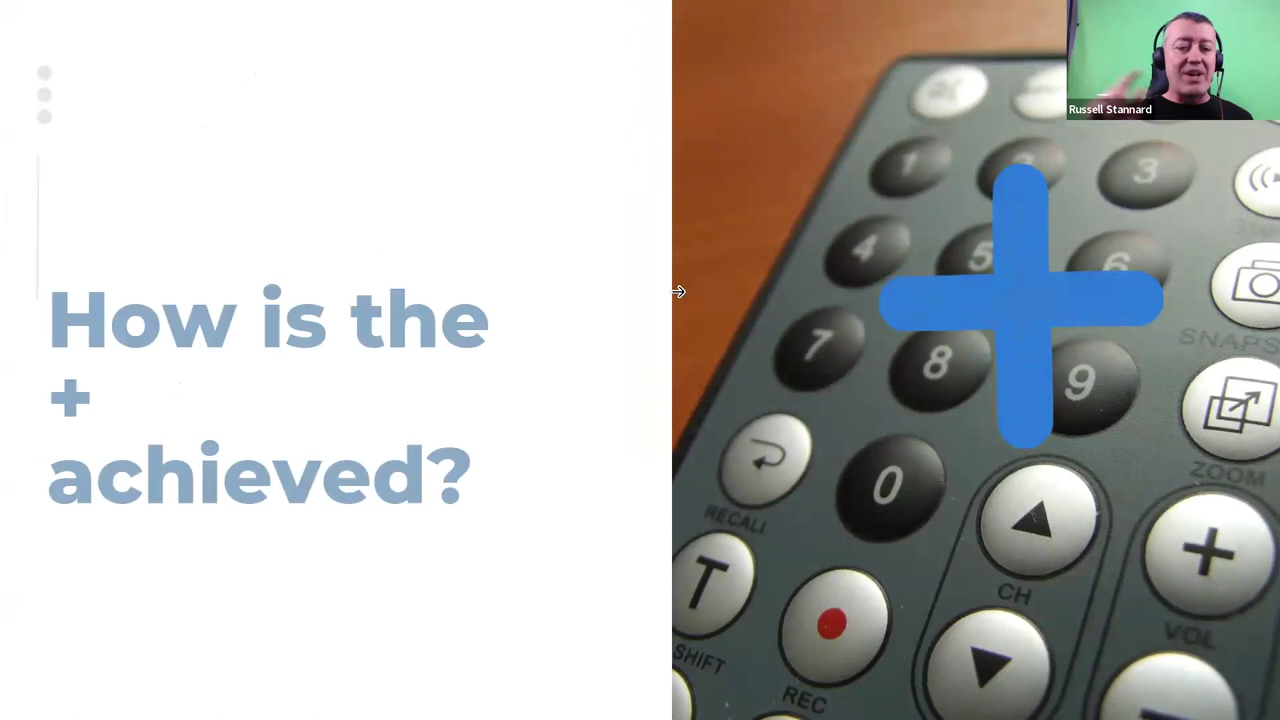 How is the
+
achieved?
Russell Stannard
1
3
4
5
6
7
8
9
SNAPS
ZOOM
0
RECALL
T
CH
+
VOL
SHIFT
REC